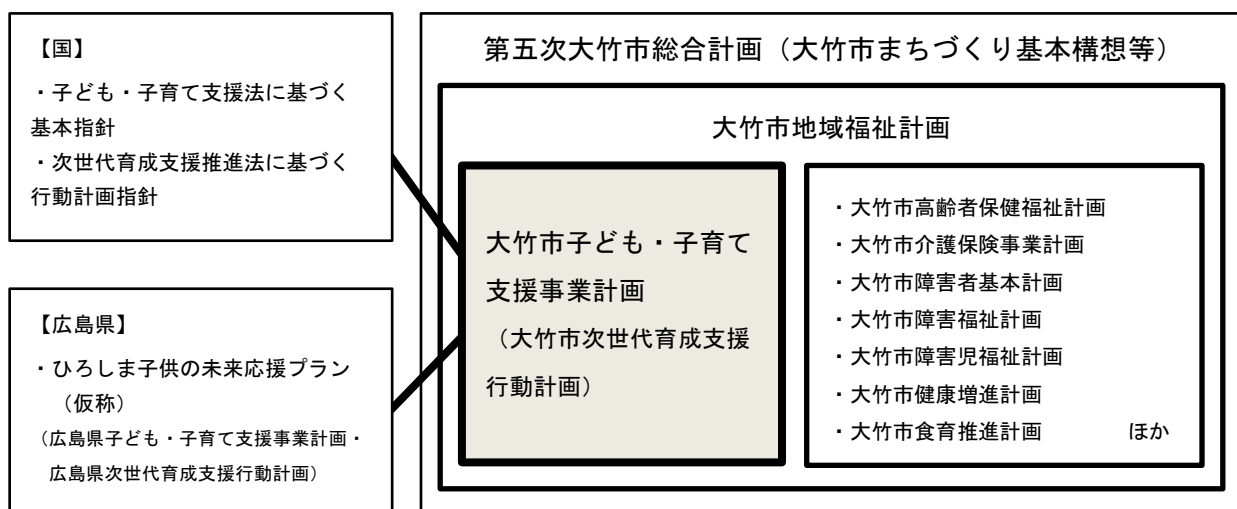 【国】
・子ども・子育て支援法に基づく
基本指針
・次世代育成支援推進法に基づく
行動計画指針
【広島県】
・ひろしま子供の未来応援プラン
（仮称）
（広島県子ども・子育て支援事業計画・
広島県次世代育成支援行動計画）
第五次大竹市総合計画（大竹市まちづくり基本構想等）
大竹市地域福祉計画
大竹市子ども・子育て
支援事業計画
（大竹市次世代育成支援
行動計画）
・大竹市高齢者保健福祉計画
・大竹市介護保険事業計画
・大竹市障害者基本計画
・大竹市障害福祉計画
・大竹市障害児福祉計画
・大竹市健康増進計画
・大竹市食育推進計画　　　ほか